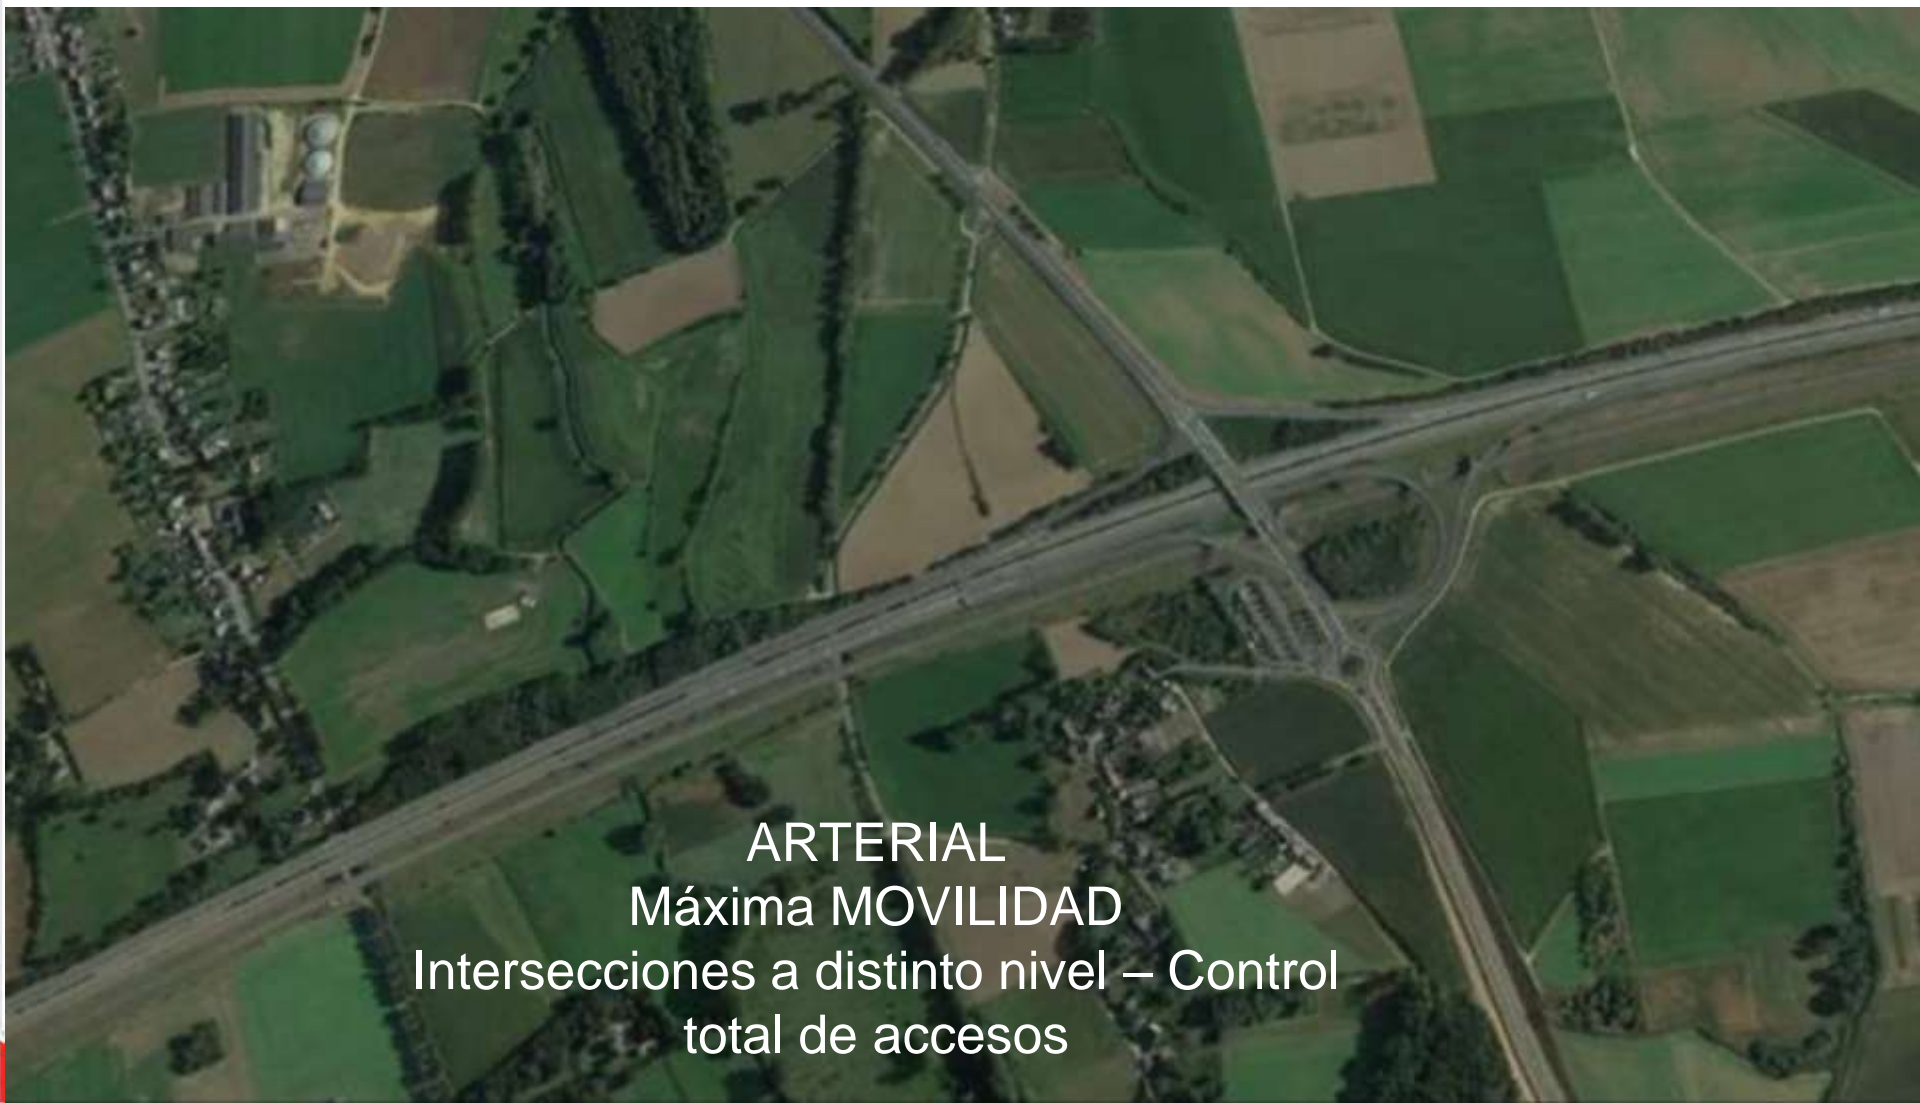 ARTERIAL
Máxima MOVILIDAD
Intersecciones a distinto nivel – Control
total de accesos